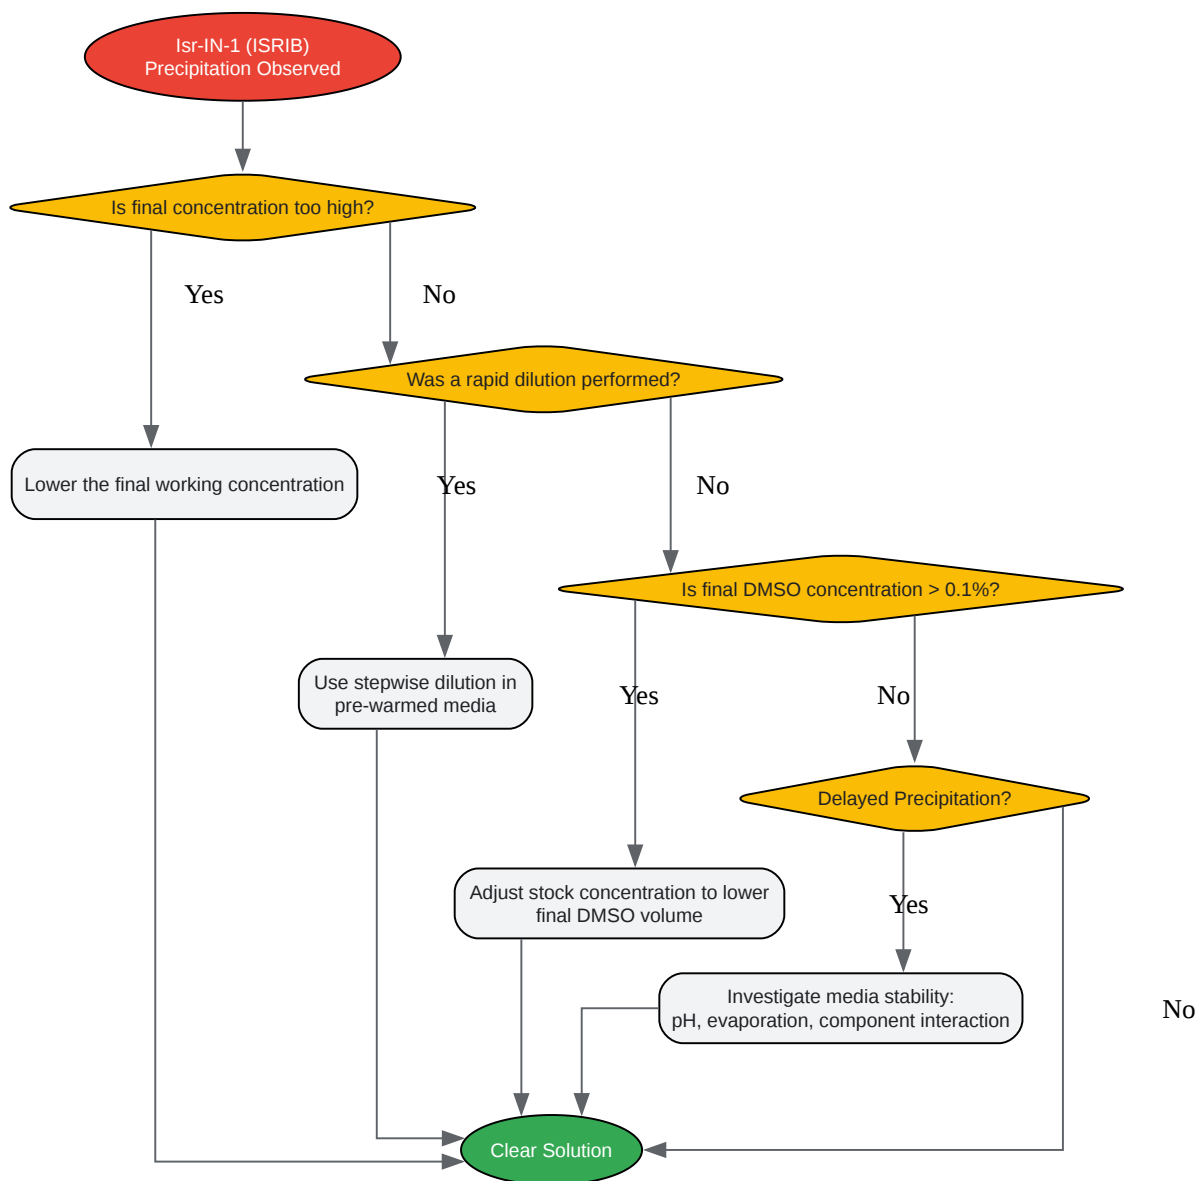 Isr-IN-1 (ISRIB)
Precipitation Observed
Is final concentration too high?
Yes
No
Was a rapid dilution performed?
Lower the final working concentration
Yes
No
Is final DMSO concentration > 0.1%?
Use stepwise dilution in
pre-warmed media
Yes
No
Delayed Precipitation?
Adjust stock concentration to lower
final DMSO volume
Yes
Investigate media stability:
pH, evaporation, component interaction
No
Clear Solution